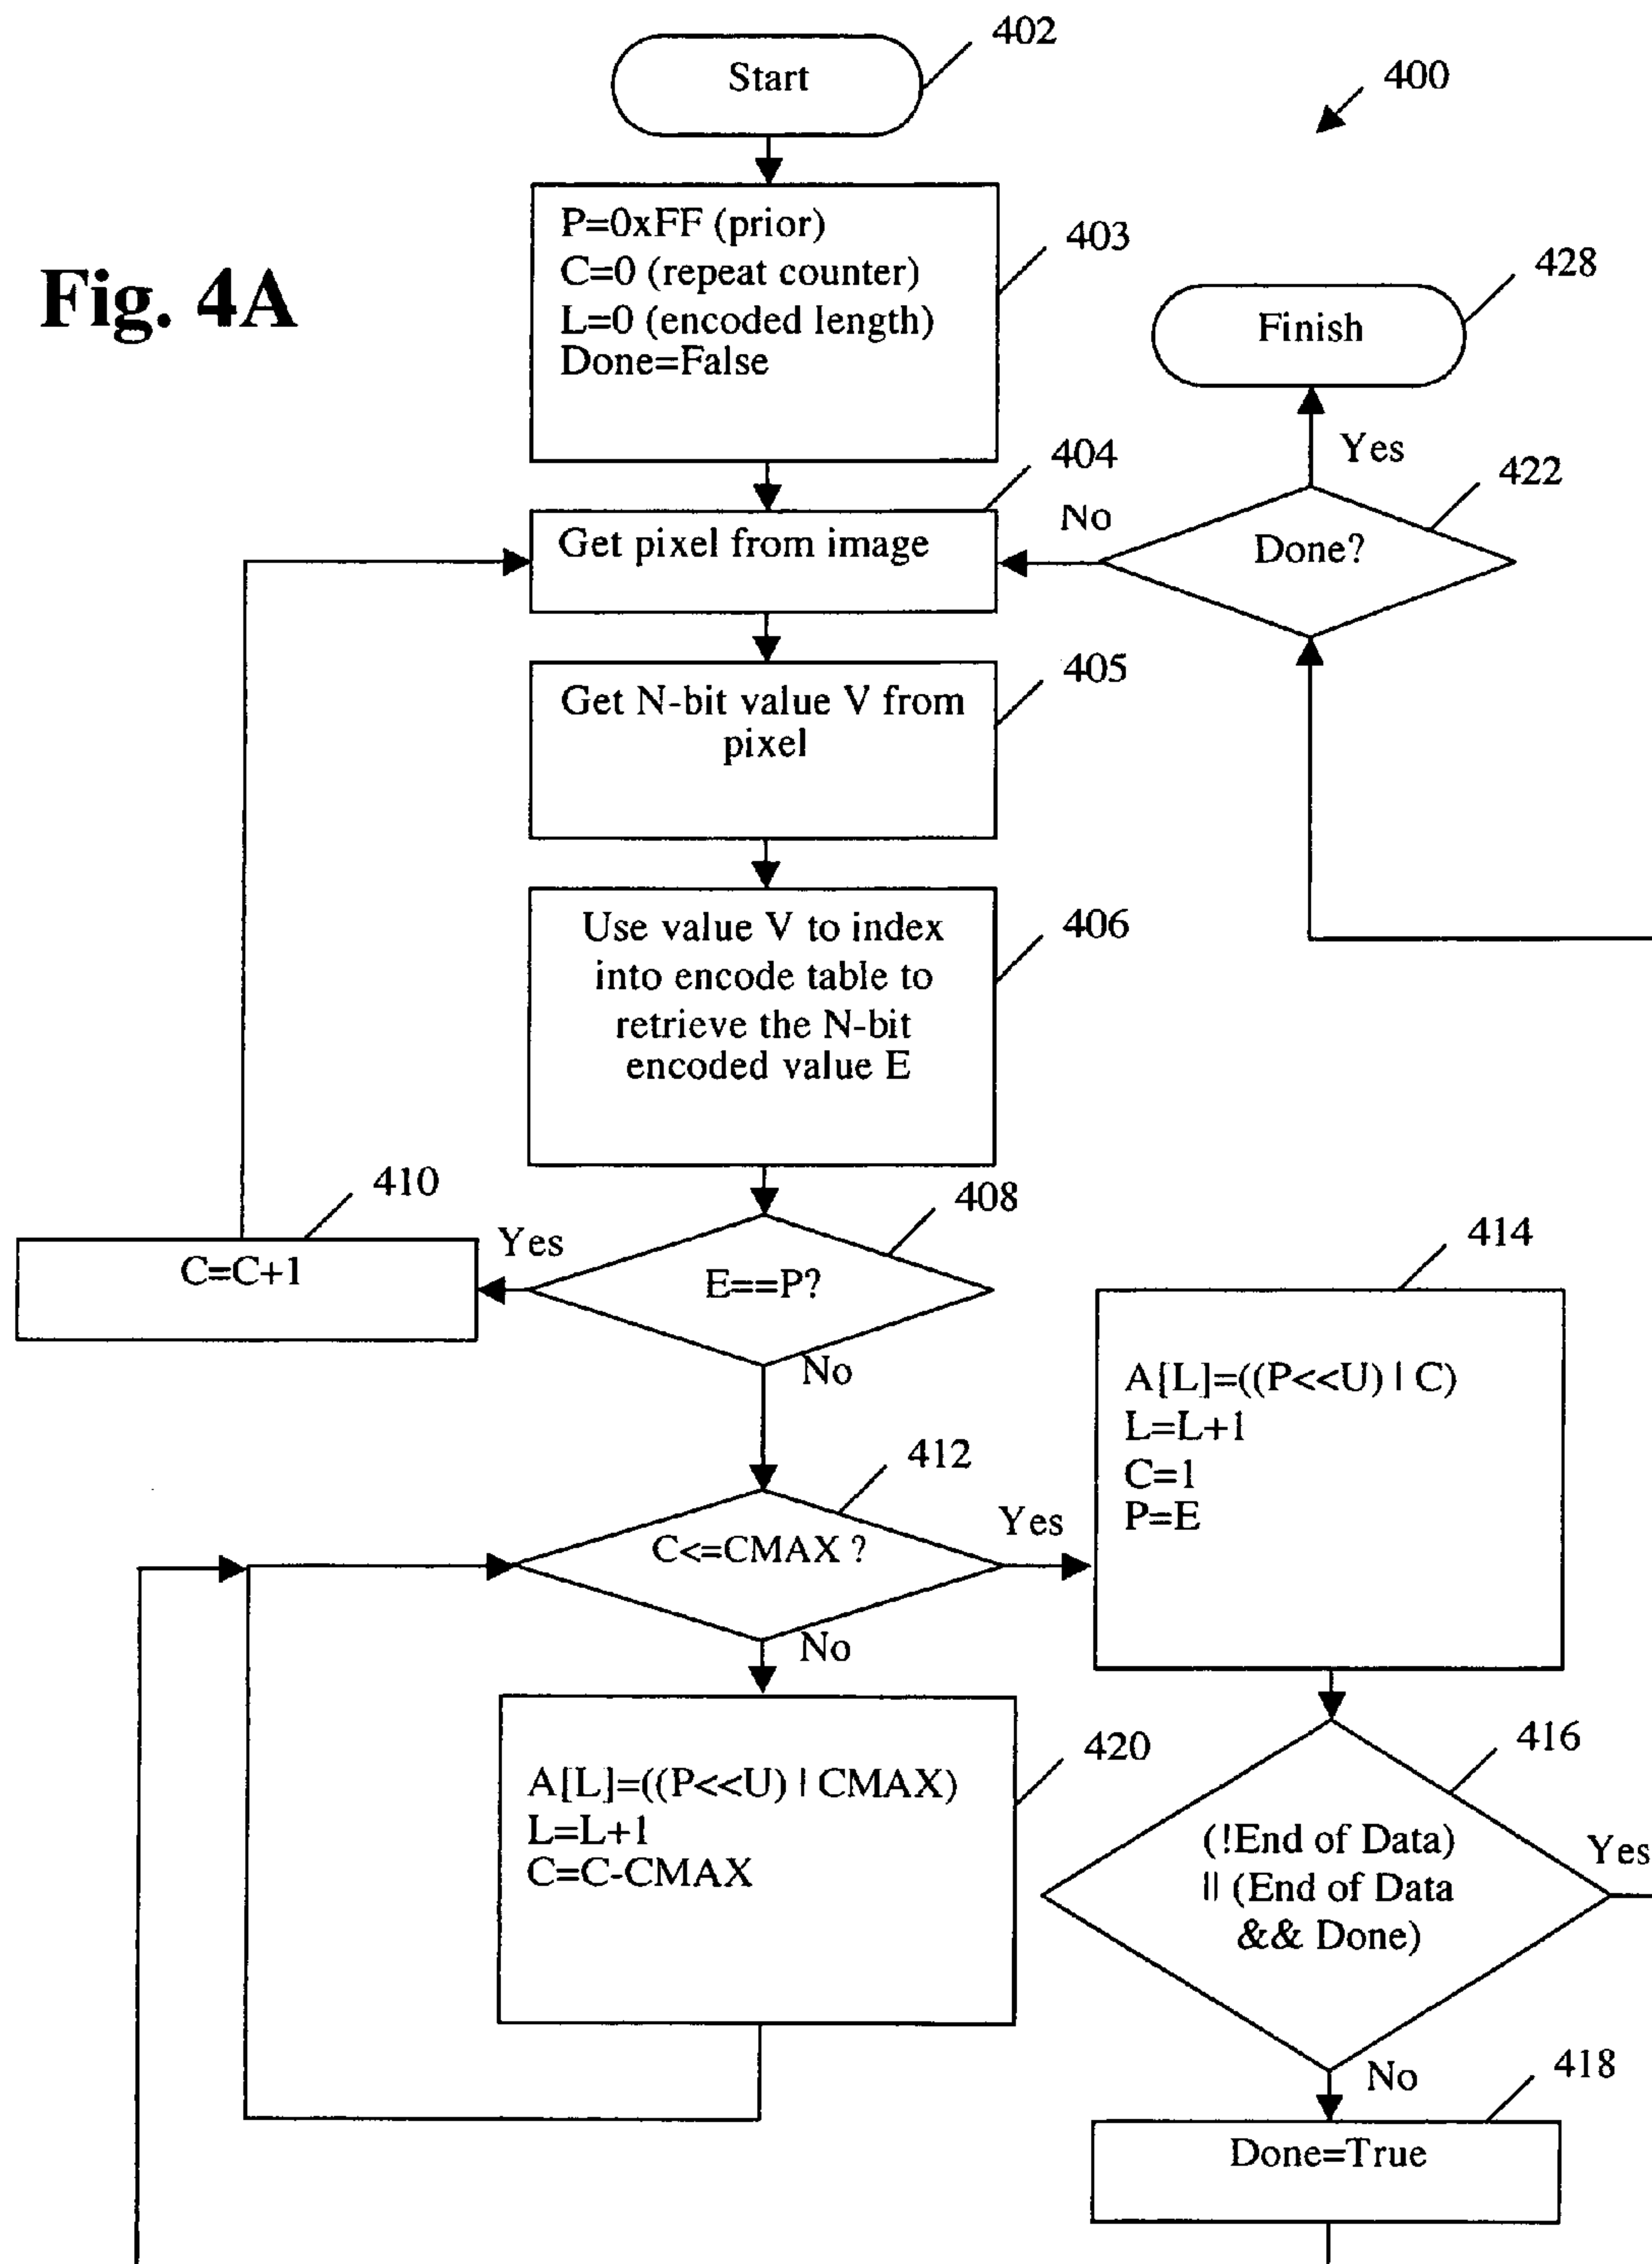 402
Start
400
P=0xFF (prior)
C=0 (repeat counter)
L=0 (encoded length)
Done=False
403
Fig. 4A
428
Finish
Yes
404
422
No
Get pixel from image
Done?
405
Get N-bit value V from
pixel
406
Use value V to index
into encode table to
retrieve the N-bit
encoded value E
410
408
C=C+1
Yes
E==P?
No
414
A[L]=((P<<U) | C)
L=L+1
C=1
P=E
412
C<=CMAX ?
Yes
No
420
A[L]=((P<<U) | CMAX)
L=L+1
C=C-CMAX
416
(!End of Data)
|| (End of Data
&& Done)
Yes
No
418
Done=True